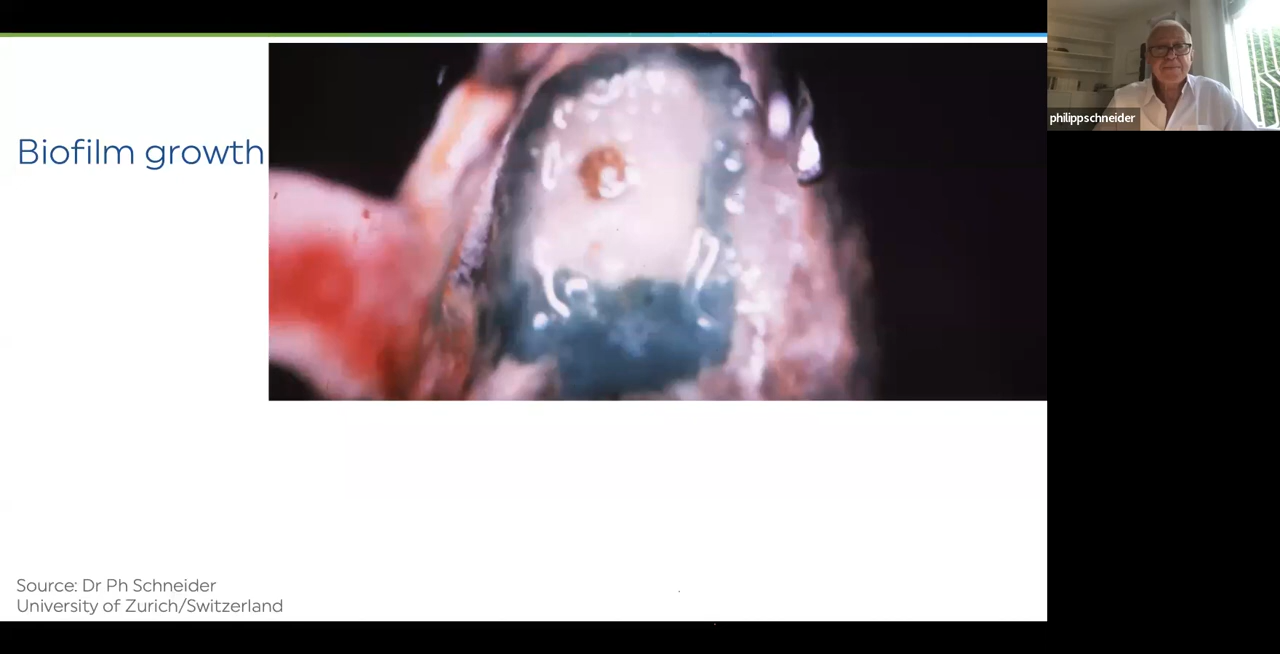 Biofilm growth
philippschneider
Source: Dr Ph Schneider
University of Zurich/Switzerland